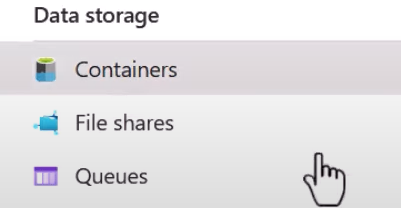 Data storage
Containers
File shares
Queues